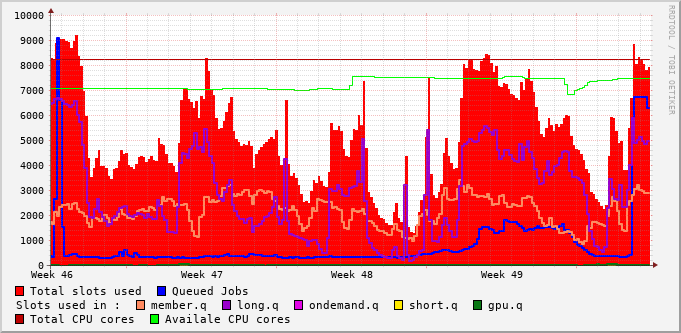 10000
9000
8000
7000
6000
5000
4000
3000
2000
1000
0
Week 46 Week 47 Week 48 Week 49
RRDTOOL / TOBI OETIKER
Total slots used Queued Jobs
Slots used in : member.q long.q ondemand.q short.q gpu.q
Total CPU cores Availale CPU cores